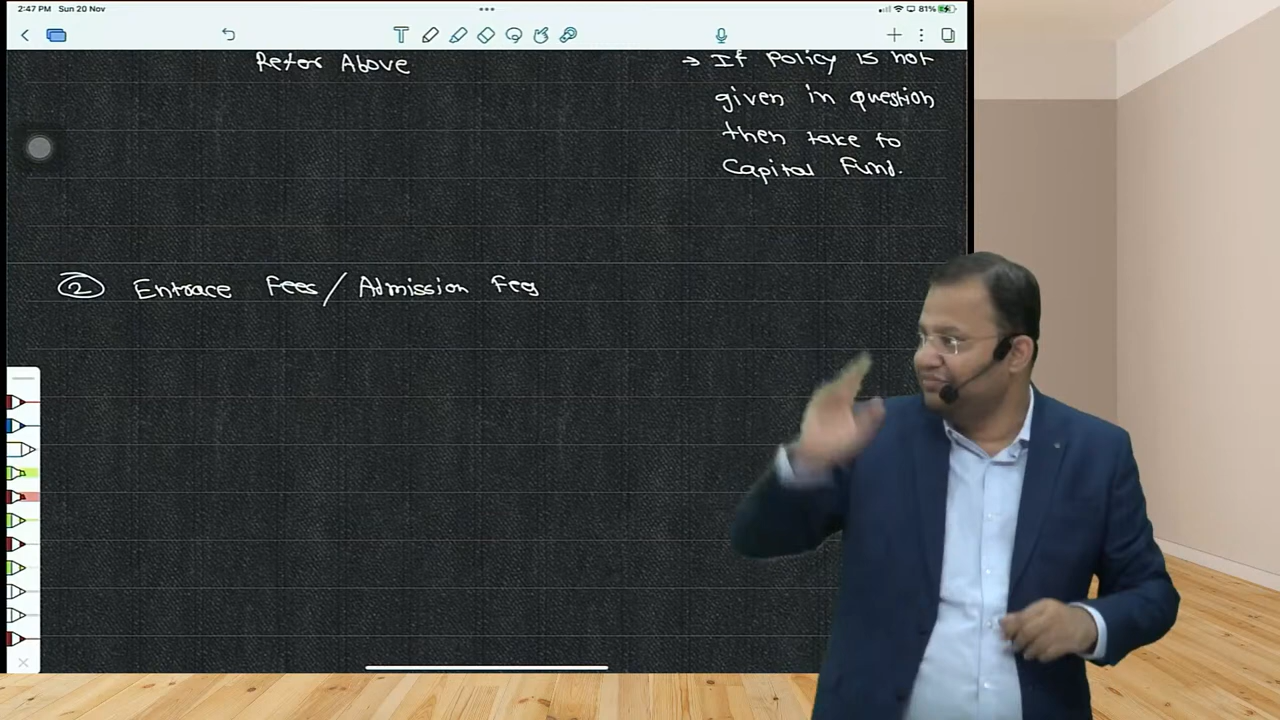 2:47 PM Sun 20 Nov
81%
Refer Above
→ If Policy is not
given in question
then take to
Capital Fund.
② Entrace Fees/Admission Feg